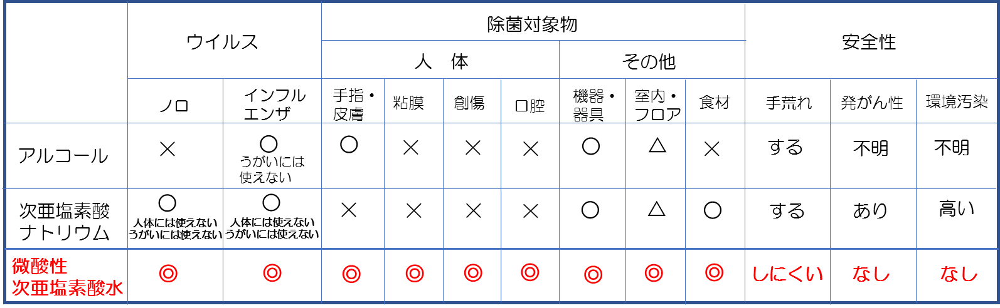 ウイルス
除菌対象物
安全性
人 体
その他
ノロ
インフル
エンザ
手指・
皮膚
粘膜
創傷
口腔
機器・
器具
室内・
フロア
食材
手荒れ
発がん性
環境汚染
アルコール
×
○
うがいには
使えない
○
×
×
×
○
△
×
する
不明
不明
次亜塩素酸
ナトリウム
○
人体には使えない
うがいには使えない
○
人体には使えない
うがいには使えない
×
×
×
×
○
△
○
する
あり
高い
微酸性
次亜塩素酸水
◎
◎
◎
◎
◎
◎
◎
◎
◎
しにくい
なし
なし